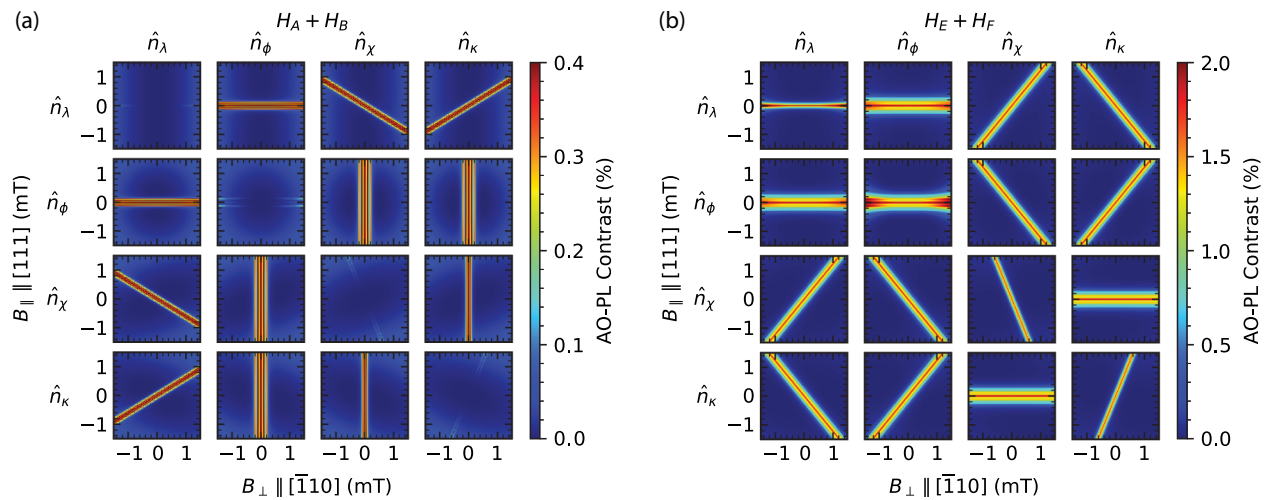 (a)
H_A + H_B
n̂_λ n̂_ϕ n̂_χ n̂_κ
n̂_λ
n̂_ϕ
n̂_χ
n̂_κ
1
0
−1
1
0
−1
1
0
−1
1
0
−1
−1 0 1 −1 0 1 −1 0 1 −1 0 1
B_∥ ∥ [111] (mT)
B_⊥ ∥ [1̅10] (mT)
0.4
0.3
0.2
0.1
0.0
AO-PL Contrast (%)
(b)
H_E + H_F
n̂_λ n̂_ϕ n̂_χ n̂_κ
n̂_λ
n̂_ϕ
n̂_χ
n̂_κ
1
0
−1
1
0
−1
1
0
−1
1
0
−1
−1 0 1 −1 0 1 −1 0 1 −1 0 1
B_∥ ∥ [111] (mT)
B_⊥ ∥ [1̅10] (mT)
2.0
1.5
1.0
0.5
0.0
AO-PL Contrast (%)